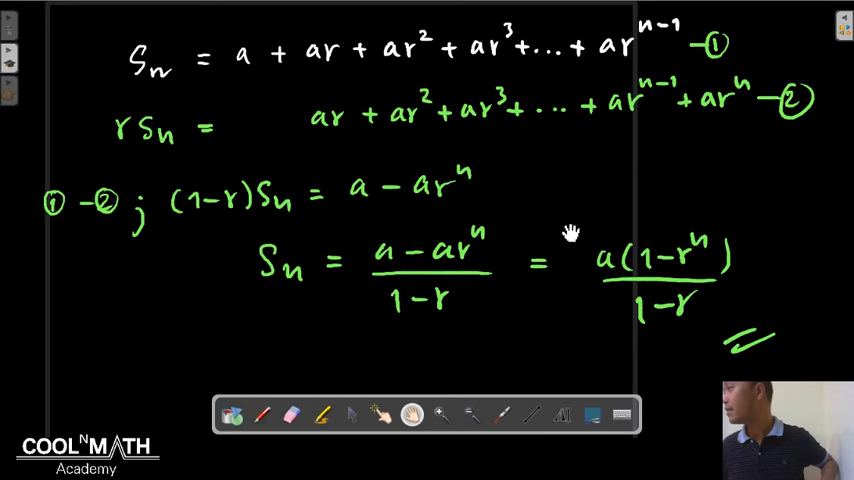 Sn = a + ar + ar² + ar³ + ... + arⁿ⁻¹ —①
rSn = ar + ar² + ar³ + ... + arⁿ⁻¹ + arⁿ —②
① - ② ; (1-r)Sn = a - arⁿ
Sn = (a - arⁿ)/(1-r) = a(1-rⁿ)/(1-r)
AI
COOL N MATH
Academy